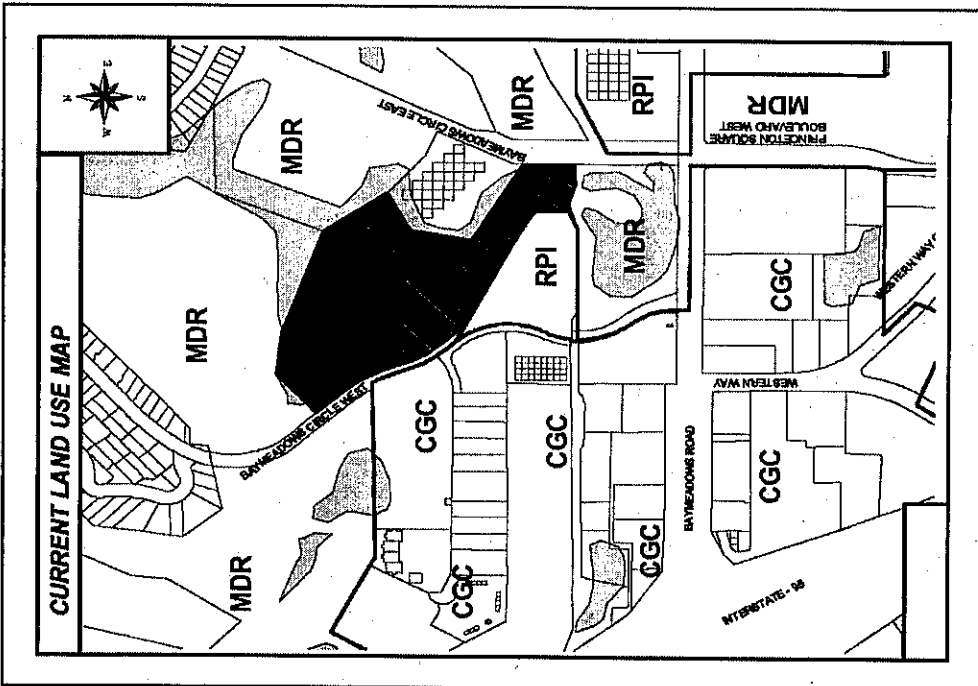 CURRENT LAND USE MAP
N
E
S
W
MDR
MDR
MDR
MDR
RPI
MDR
PRINCETON SQUARE
BOULEVARD WEST
BAYMEADOWS CIRCLE EAST
BAYMEADOWS CIRCLE WEST
RPI
MDR
MDR
CGC
CGC
CGC
CGC
CGC
CGC
BAYMEADOWS ROAD
WESTERN WAY
WESTERN WAY
INTERSTATE - 95